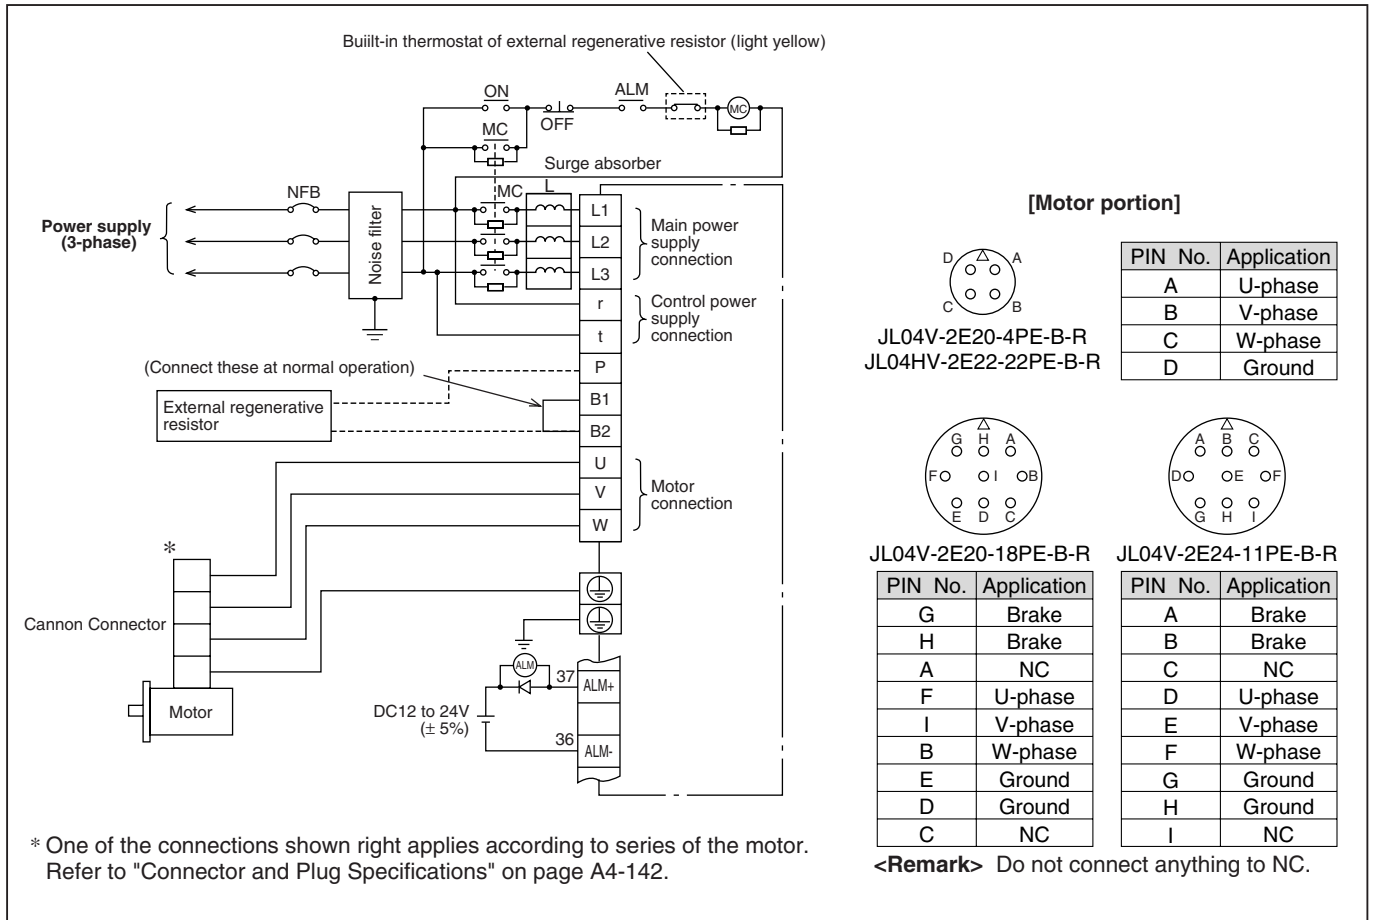 Buiilt-in thermostat of external regenerative resistor (light yellow)
ON
ALM
MC
OFF
MC
Surge absorber
NFB
MC
L
Power supply
(3-phase)
Noise filter
L1
L2
L3
Main power
supply
connection
r
t
Control power
supply
connection
(Connect these at normal operation)
P
B1
B2
External regenerative
resistor
U
V
W
Motor
connection
*
Cannon Connector
Motor
ALM
37
ALM+
DC12 to 24V
(± 5%)
36
ALM-
* One of the connections shown right applies according to series of the motor.
Refer to "Connector and Plug Specifications" on page A4-142.
[Motor portion]
D A
C B
JL04V-2E20-4PE-B-R
JL04HV-2E22-22PE-B-R
PIN No. Application
A U-phase
B V-phase
C W-phase
D Ground
G H A
F I B
E D C
JL04V-2E20-18PE-B-R
PIN No. Application
G Brake
H Brake
A NC
F U-phase
I V-phase
B W-phase
E Ground
D Ground
C NC
A B C
D E F
G H I
JL04V-2E24-11PE-B-R
PIN No. Application
A Brake
B Brake
C NC
D U-phase
E V-phase
F W-phase
G Ground
H Ground
I NC
<Remark> Do not connect anything to NC.